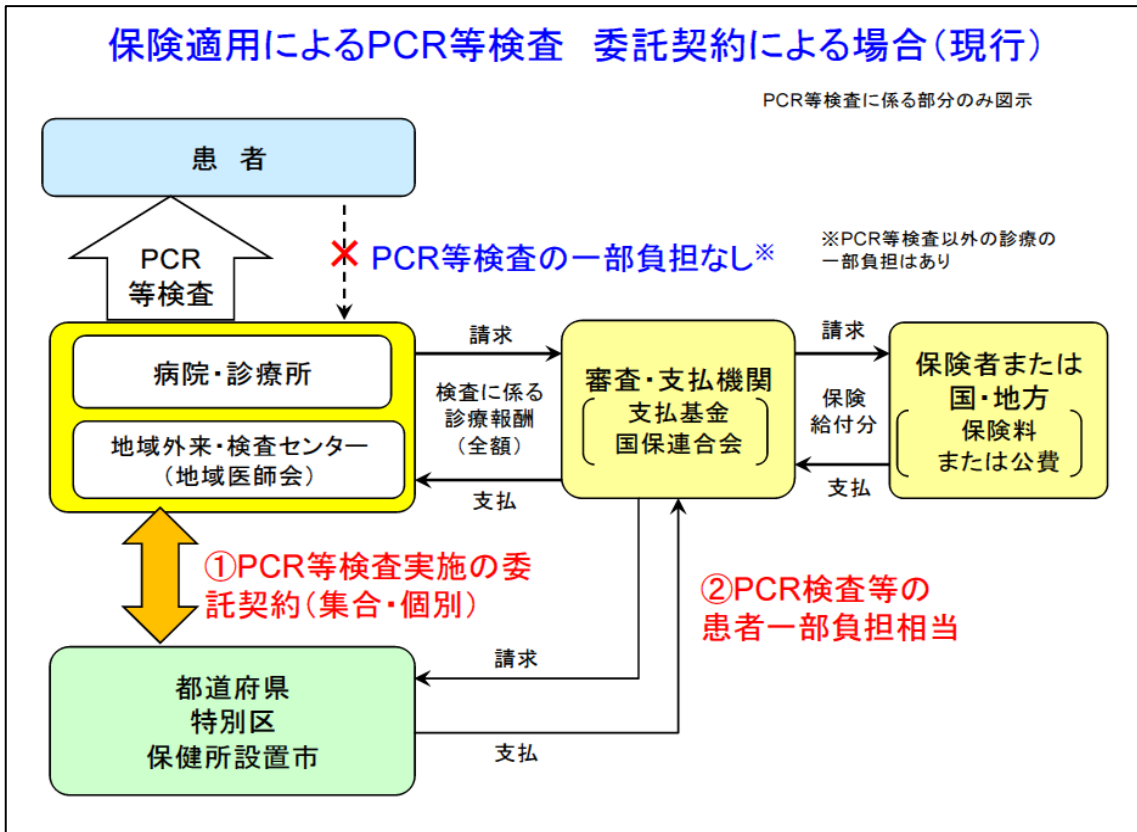 保険適用によるPCR等検査　委託契約による場合（現行）
PCR等検査に係る部分のみ図示
患　者
PCR
等検査
PCR等検査の一部負担なし※
※PCR等検査以外の診療の
一部負担はあり
病院・診療所
地域外来・検査センター
（地域医師会）
請求
検査に係る
診療報酬
（全額）
支払
審査・支払機関
支払基金
国保連合会
請求
保険
給付分
支払
保険者または
国・地方
保険料
または公費
①PCR等検査実施の委
託契約（集合・個別）
②PCR検査等の
患者一部負担相当
都道府県
特別区
保健所設置市
請求
支払